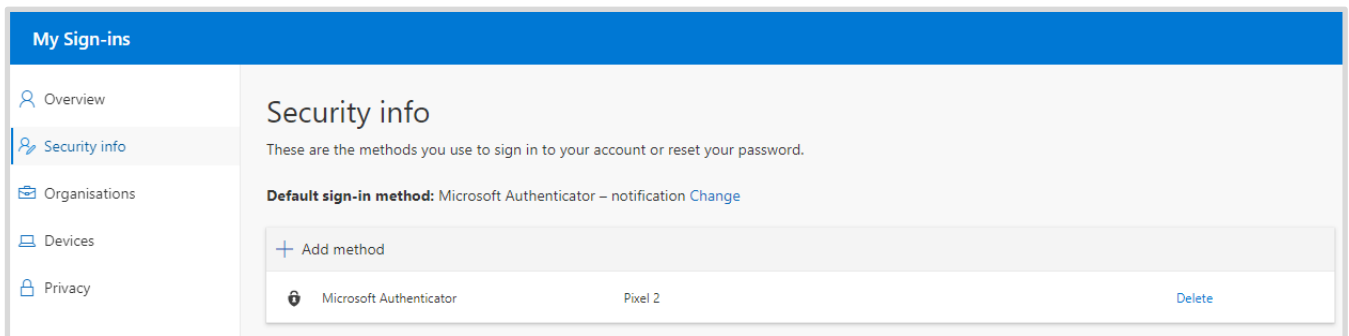 My Sign-ins
Overview
Security info
Organisations
Devices
Privacy
Security info
These are the methods you use to sign in to your account or reset your password.
Default sign-in method: Microsoft Authenticator – notification Change
Add method
Microsoft Authenticator Pixel 2 Delete